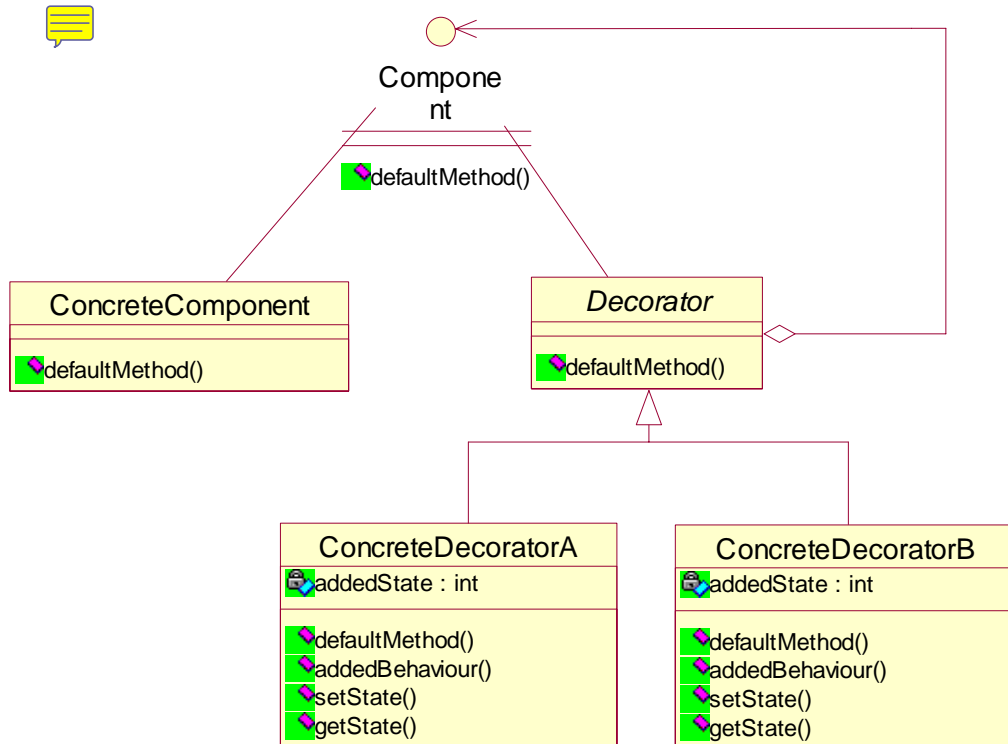 Compone
nt
defaultMethod()
ConcreteComponent
defaultMethod()
Decorator
defaultMethod()
ConcreteDecoratorA
addedState : int
defaultMethod()
addedBehaviour()
setState()
getState()
ConcreteDecoratorB
addedState : int
defaultMethod()
addedBehaviour()
setState()
getState()